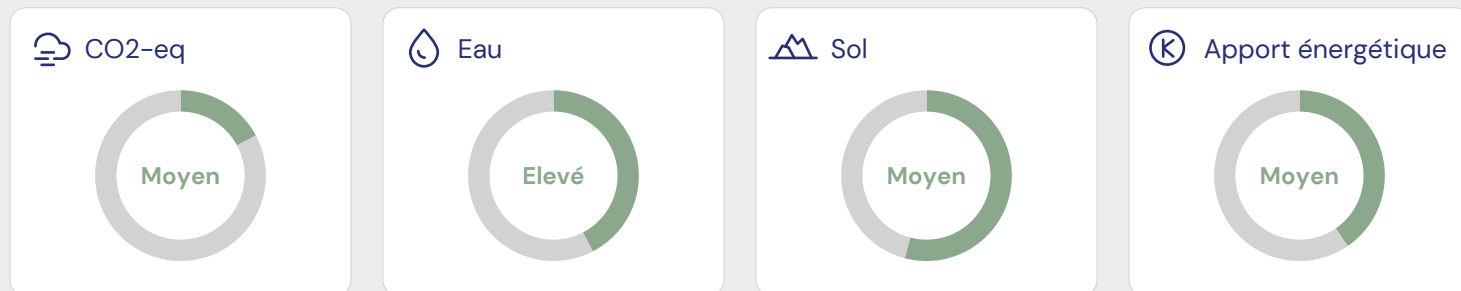 CO2-eq
Moyen
Eau
Elevé
Sol
Moyen
Apport énergétique
Moyen